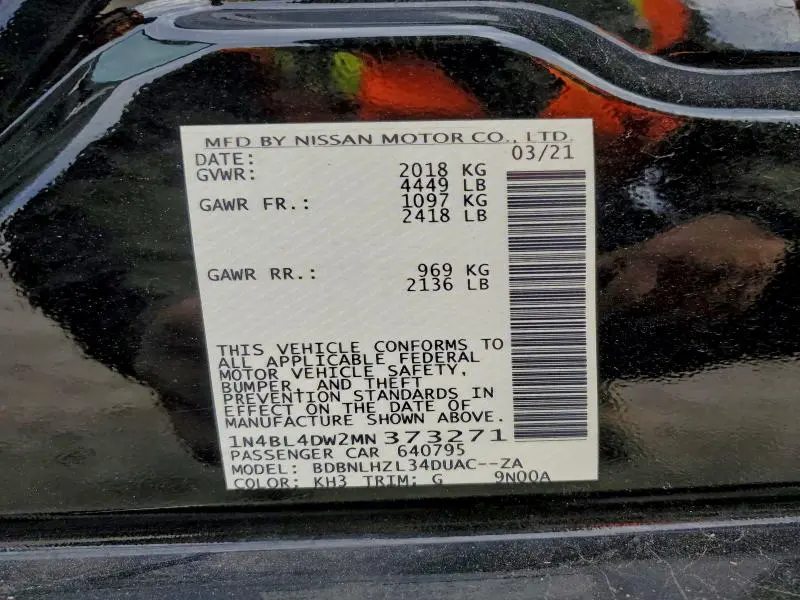 MFD BY NISSAN MOTOR CO., LTD.
DATE: 03/21
GVWR: 2018 KG
4449 LB
GAWR FR.: 1097 KG
2418 LB
GAWR RR.: 969 KG
2136 LB
THIS VEHICLE CONFORMS TO
ALL APPLICABLE FEDERAL
MOTOR VEHICLE SAFETY,
BUMPER, AND THEFT
PREVENTION STANDARDS IN
EFFECT ON THE DATE OF
MANUFACTURE SHOWN ABOVE.
1N4BL4DW2MN373271
PASSENGER CAR 640795
MODEL: BDBNLHZL34DUAC--ZA
COLOR: KH3 TRIM: G 9N00A